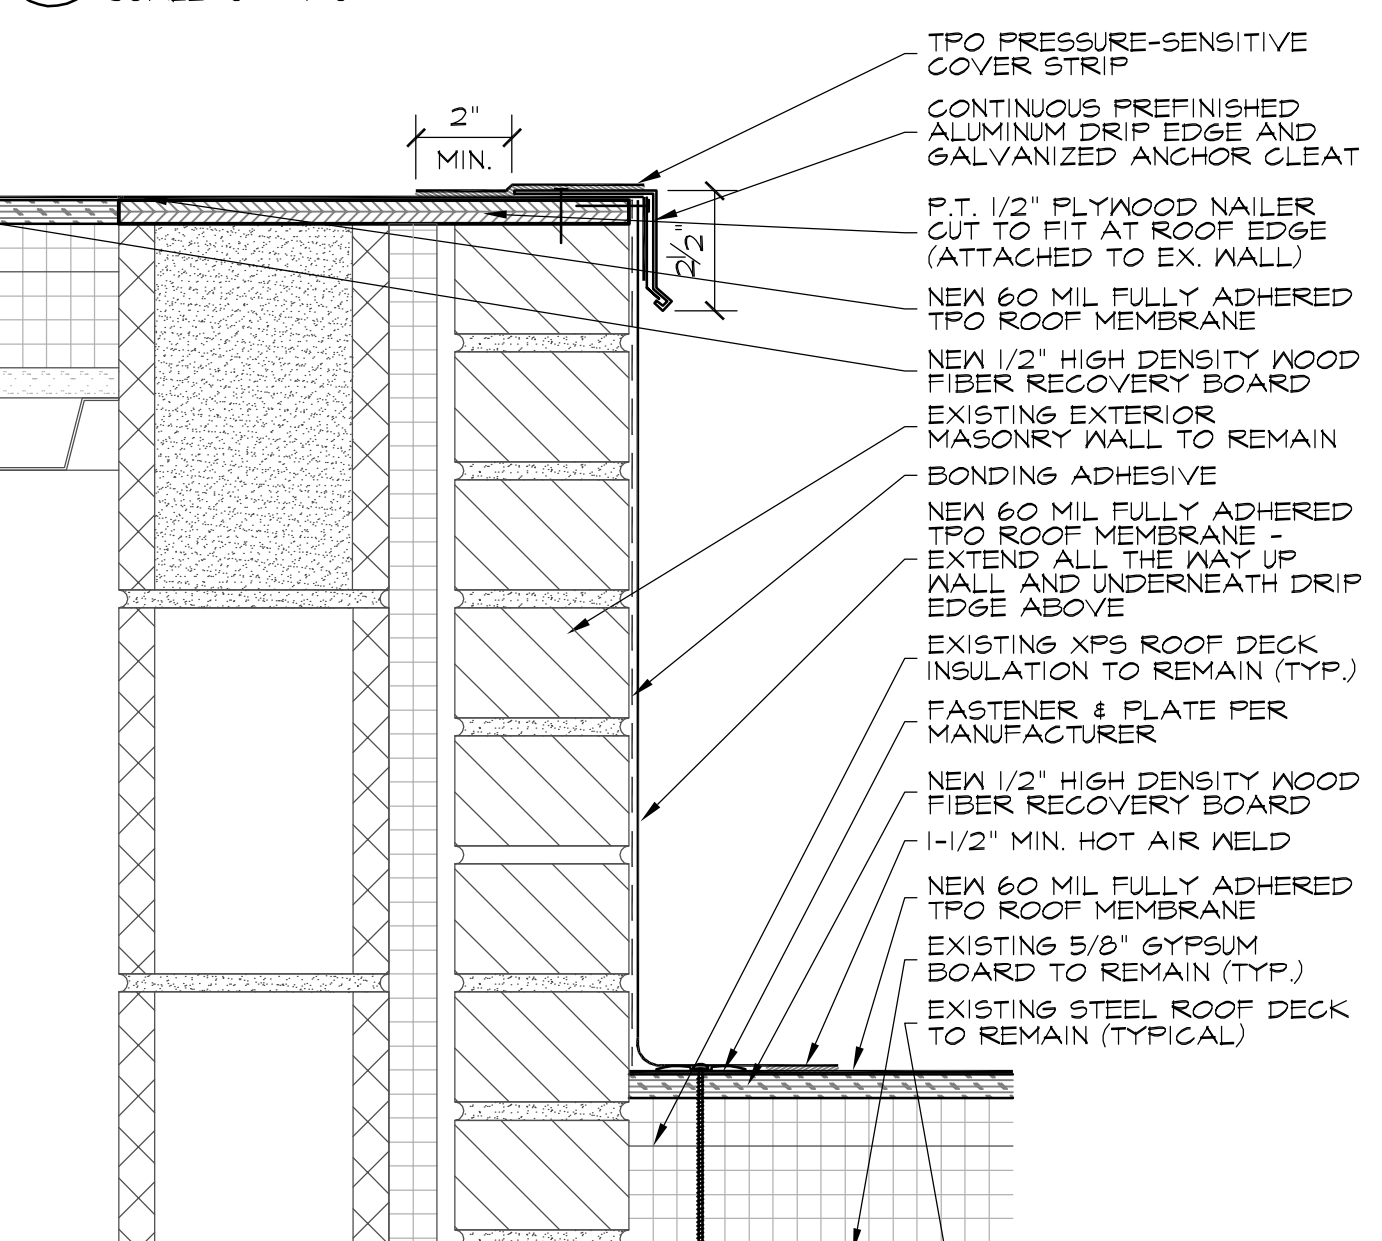 2"
MIN.
2 1/2"
TPO PRESSURE-SENSITIVE
COVER STRIP
CONTINUOUS PREFINISHED
ALUMINUM DRIP EDGE AND
GALVANIZED ANCHOR CLEAT
P.T. 1/2" PLYWOOD NAILER
CUT TO FIT AT ROOF EDGE
(ATTACHED TO EX. WALL)
NEW 60 MIL FULLY ADHERED
TPO ROOF MEMBRANE
NEW 1/2" HIGH DENSITY WOOD
FIBER RECOVERY BOARD
EXISTING EXTERIOR
MASONRY WALL TO REMAIN
BONDING ADHESIVE
NEW 60 MIL FULLY ADHERED
TPO ROOF MEMBRANE -
EXTEND ALL THE WAY UP
WALL AND UNDERNEATH DRIP
EDGE ABOVE
EXISTING XPS ROOF DECK
INSULATION TO REMAIN (TYP.)
FASTENER & PLATE PER
MANUFACTURER
NEW 1/2" HIGH DENSITY WOOD
FIBER RECOVERY BOARD
1-1/2" MIN. HOT AIR WELD
NEW 60 MIL FULLY ADHERED
TPO ROOF MEMBRANE
EXISTING 5/8" GYPSUM
BOARD TO REMAIN (TYP.)
EXISTING STEEL ROOF DECK
TO REMAIN (TYPICAL)